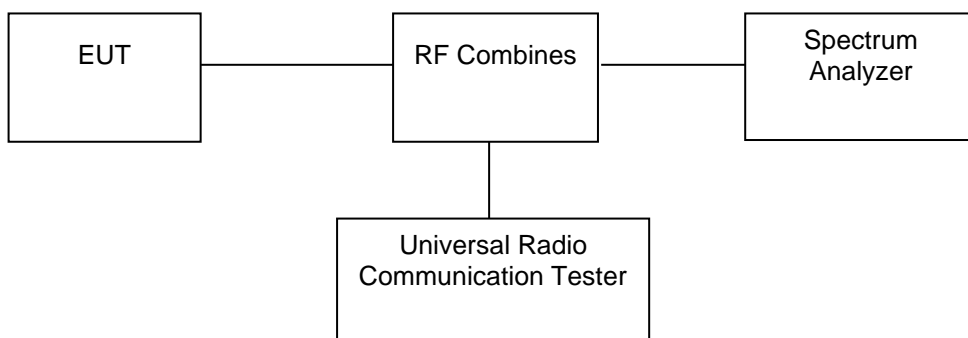 EUT
RF Combines
Spectrum
Analyzer
Universal Radio
Communication Tester